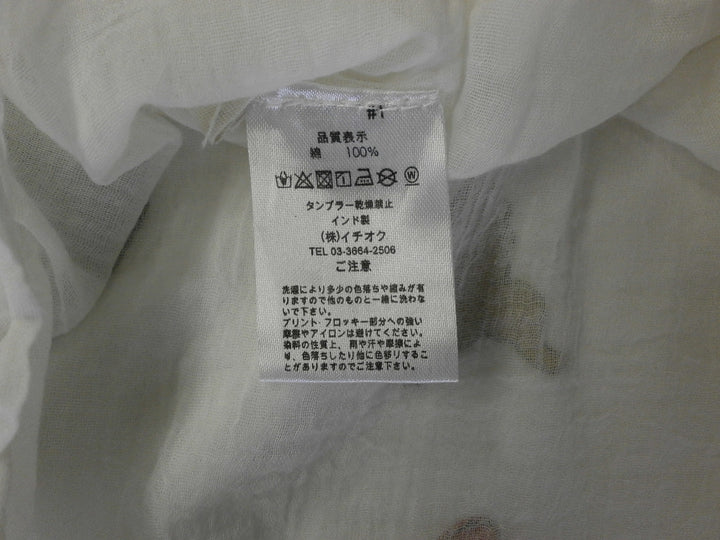 #1
品質表示
綿 100%
W
タンブラー乾燥禁止
インド製
(株)イチオク
TEL 03-3664-2506
ご注意
洗濯により多少の色落ちや縮みが有
りますので他のものと一緒に洗わな
いで下さい。
プリント・フロッキー部分への強い
摩擦やアイロンは避けてください。
染料の性質上、雨や汗や摩擦によ
り、色落ちしたり他に色移りするこ
とがありますのでご注意下さい。